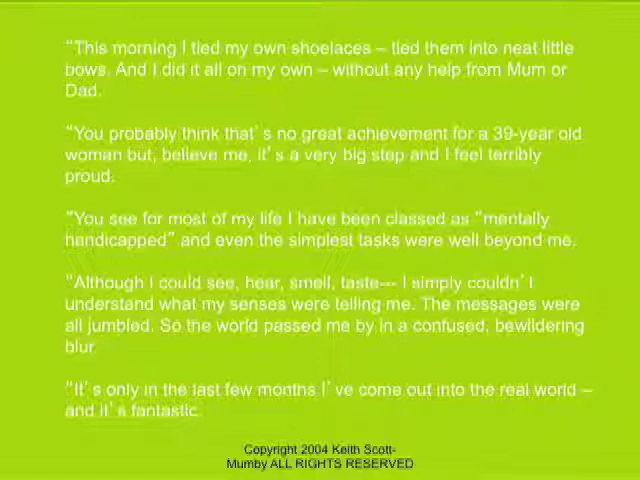 “This morning I tied my own shoelaces – tied them into neat little
bows. And I did it all on my own – without any help from Mum or
Dad.
“You probably think that’s no great achievement for a 39-year old
woman but, believe me, it’s a very big step and I feel terribly
proud.
“You see for most of my life I have been classed as “mentally
handicapped” and even the simplest tasks were well beyond me.
“Although I could see, hear, smell, taste--- I simply couldn’t
understand what my senses were telling me. The messages were
all jumbled. So the world passed me by in a confused, bewildering
blur.
“It’s only in the last few months I’ve come out into the real world –
and it’s fantastic.
Copyright 2004 Keith Scott-
Mumby ALL RIGHTS RESERVED